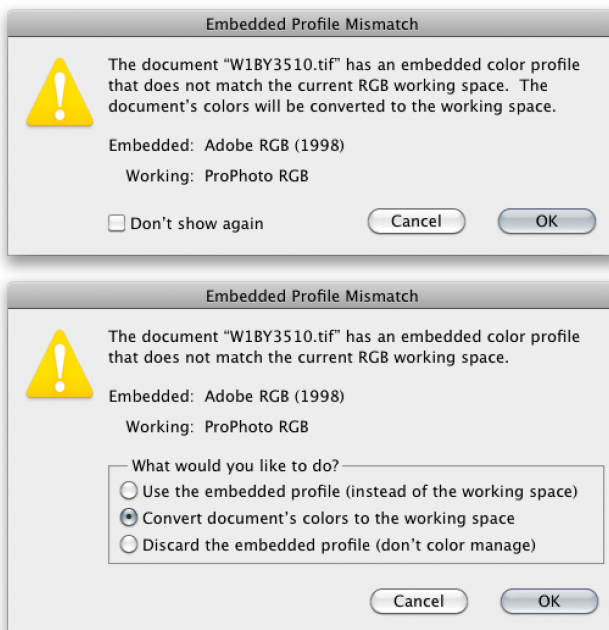 Embedded Profile Mismatch
The document “W1BY3510.tif” has an embedded color profile
that does not match the current RGB working space.  The
document’s colors will be converted to the working space.
Embedded: Adobe RGB (1998)
Working: ProPhoto RGB
Don’t show again
Cancel
OK
Embedded Profile Mismatch
The document “W1BY3510.tif” has an embedded color profile
that does not match the current RGB working space.
Embedded: Adobe RGB (1998)
Working: ProPhoto RGB
What would you like to do?
Use the embedded profile (instead of the working space)
Convert document’s colors to the working space
Discard the embedded profile (don’t color manage)
Cancel
OK